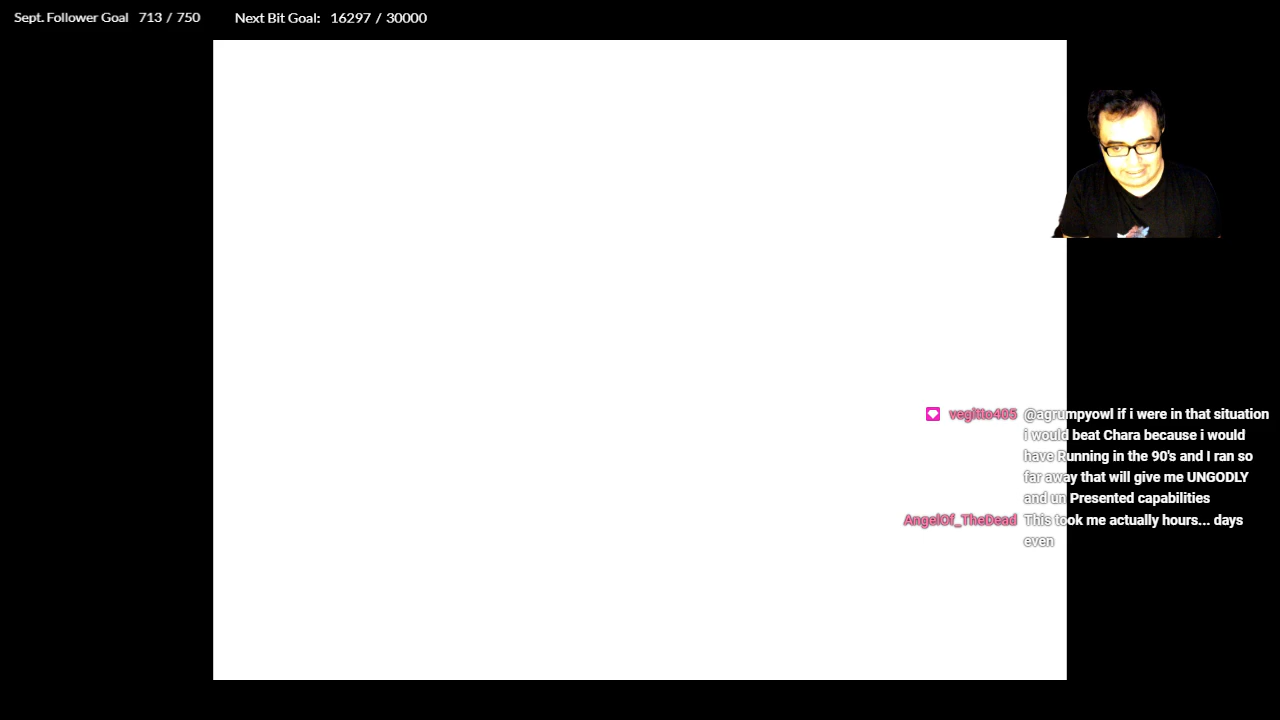 Sept. Follower Goal 713 / 750 Next Bit Goal: 16297 / 30000
vegitto405 @agrumpyowl if i were in that situation
i would beat Chara because i would
have Running in the 90's and I ran so
far away that will give me UNGODLY
and un Presented capabilities
AngelOf_TheDead This took me actually hours... days
even